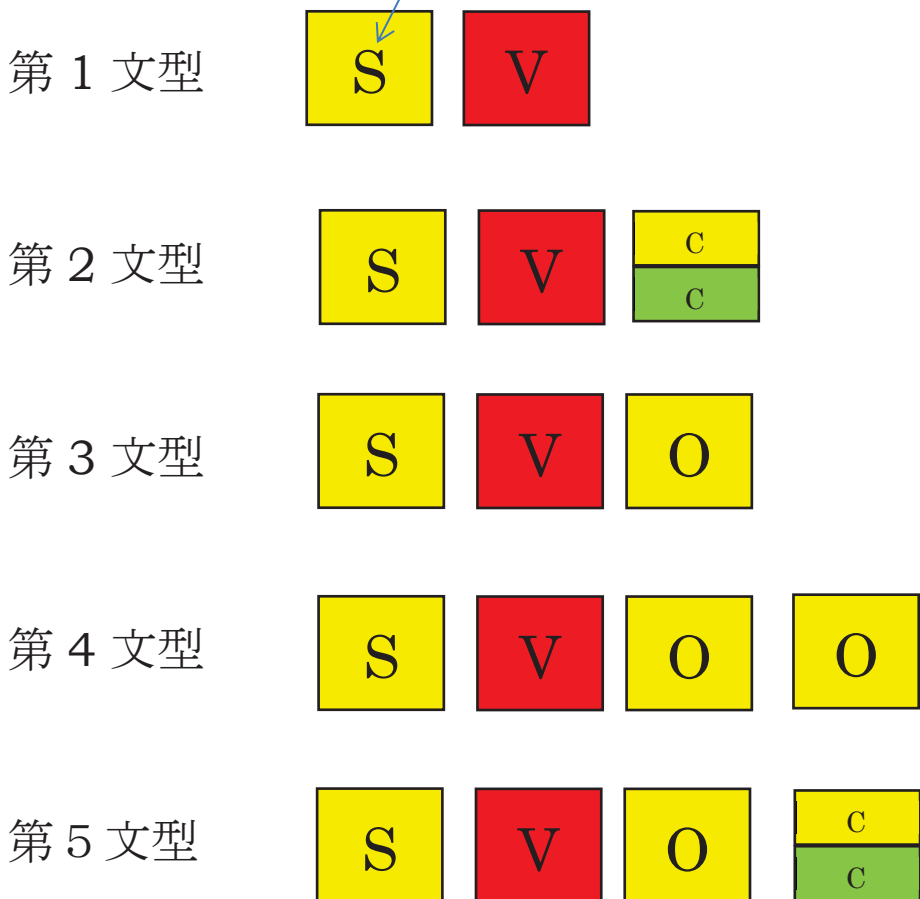 第 1 文型 S V
第 2 文型 S V C
C
第 3 文型 S V O
第 4 文型 S V O O
第 5 文型 S V O C
C